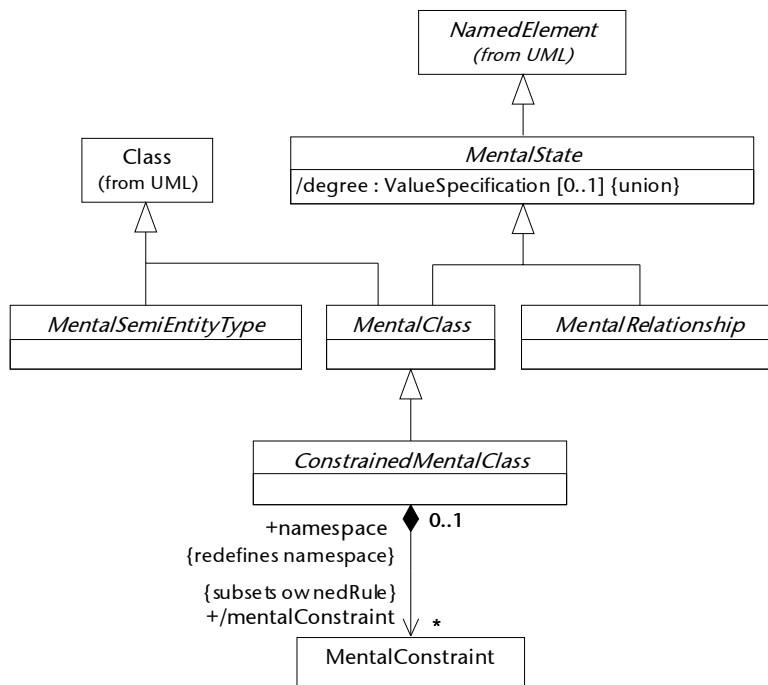 NamedElement
(from UML)
Class
(from UML)
MentalState
/degree : ValueSpecification [0..1] {union}
MentalSemiEntityType
MentalClass
MentalRelationship
ConstrainedMentalClass
+namespace
0..1
{redefines namespace}
{subsets ownedRule}
+/mentalConstraint
*
MentalConstraint